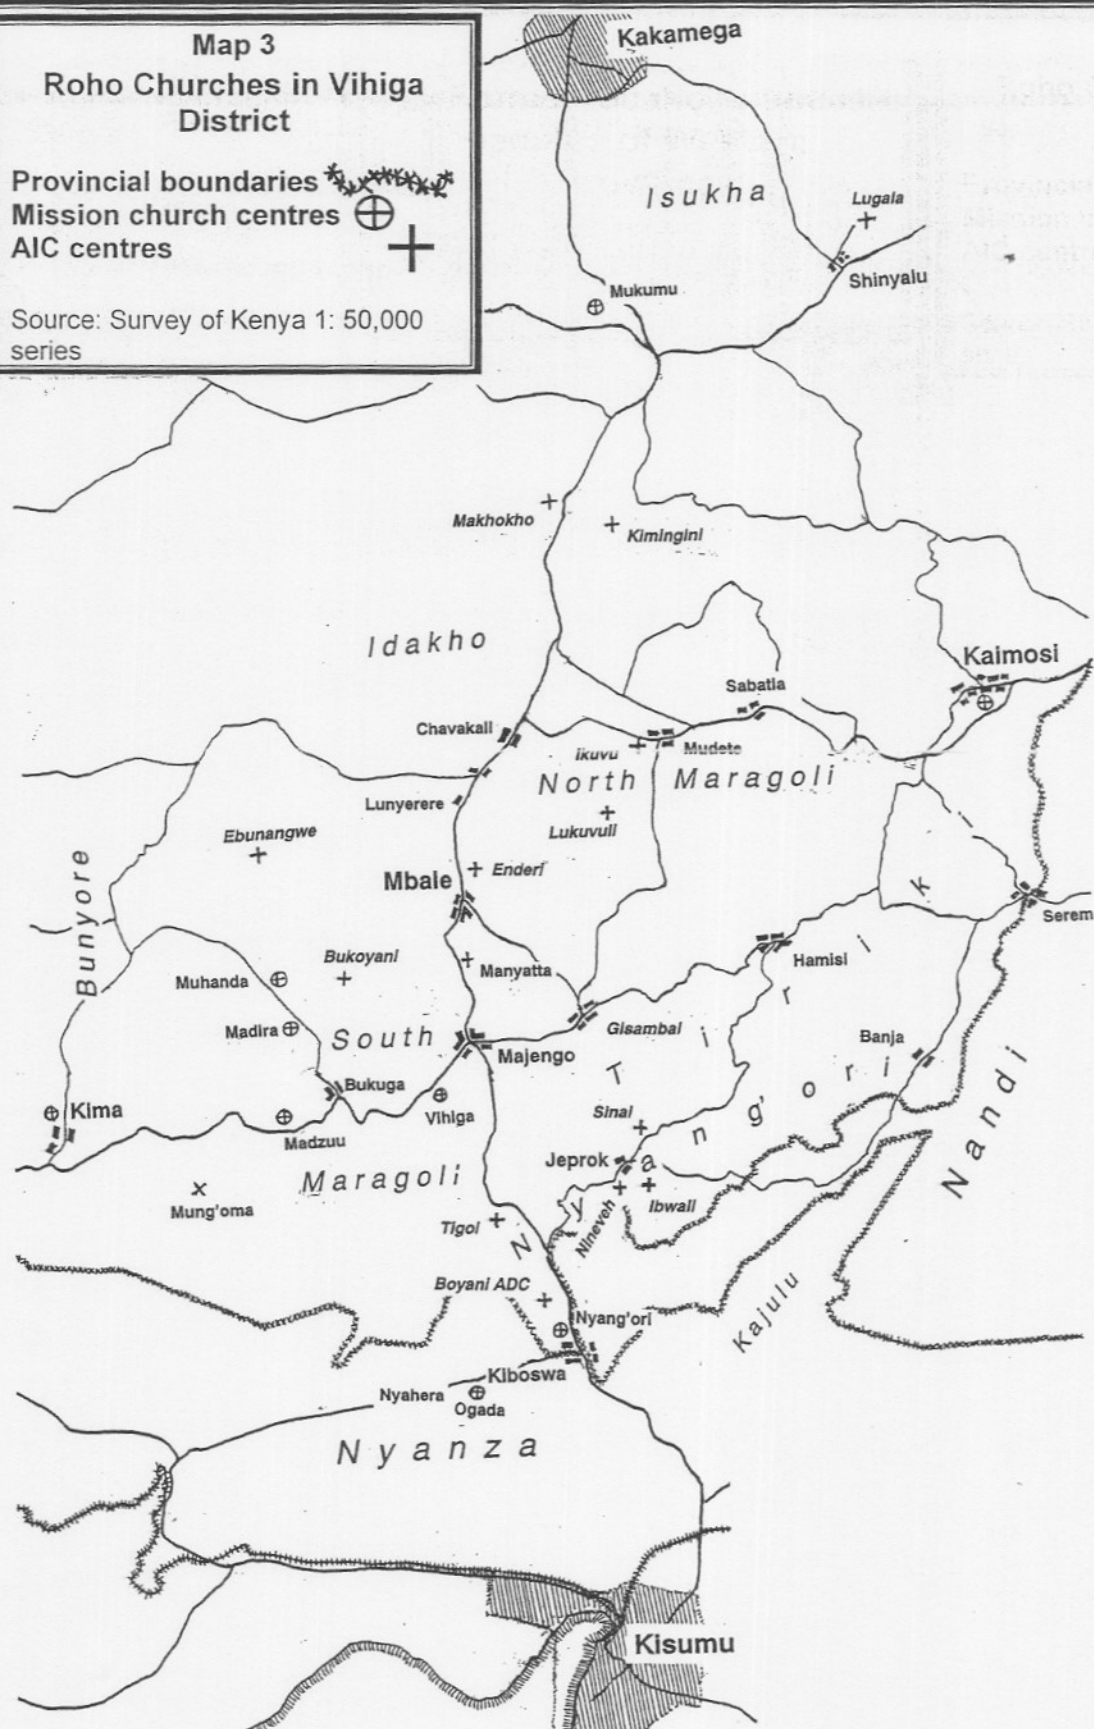 Map 3
Roho Churches in Vihiga
District
Provincial boundaries
Mission church centres
AIC centres
Source: Survey of Kenya 1: 50,000
series
Kakamega
Isukha
Lugala
Shinyalu
Mukumu
Makhokho
Kimingini
Idakho
Kaimosi
Sabatia
Chavakali
Ikuvu
Mudete
North Maragoli
Lunyerere
Lukuvuli
Ebunangwe
Enderi
Mbale
Bunyore
Serem
Hamisi
Bukoyani
Manyatta
Muhanda
Madira
South
Gisambai
Majengo
Banja
Tiriki
Bukuga
Kima
Vihiga
Sinai
Madzuu
Nyang'ori
Jeprok
Nandi
Maragoli
Ibwali
Nineveh
Mung'oma
Tigoi
Boyani ADC
Nyang'ori
Kajulu
Kiboswa
Nyahera
Ogada
Nyanza
Kisumu